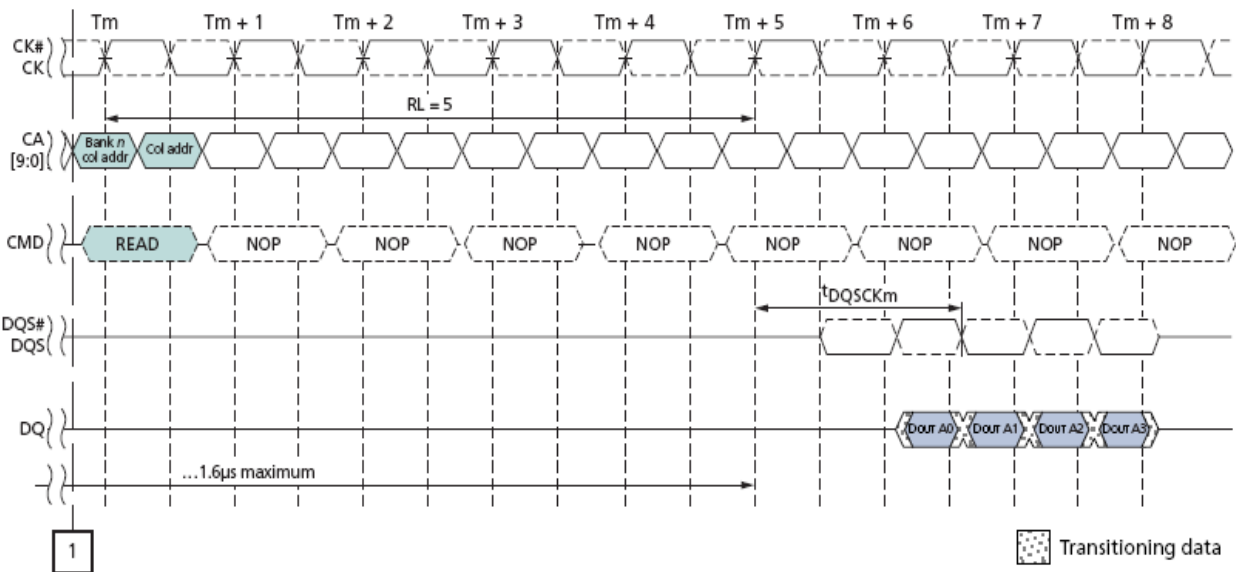 Tm Tm + 1 Tm + 2 Tm + 3 Tm + 4 Tm + 5 Tm + 6 Tm + 7 Tm + 8
CK#
CK
RL = 5
CA
[9:0]
Bank n
col addr
Col addr
CMD READ NOP NOP NOP NOP NOP NOP NOP NOP
tDQSCKm
DQS#
DQS
DQ DOUT A0 DOUT A1 DOUT A2 DOUT A3
...1.6µs maximum
1
Transitioning data